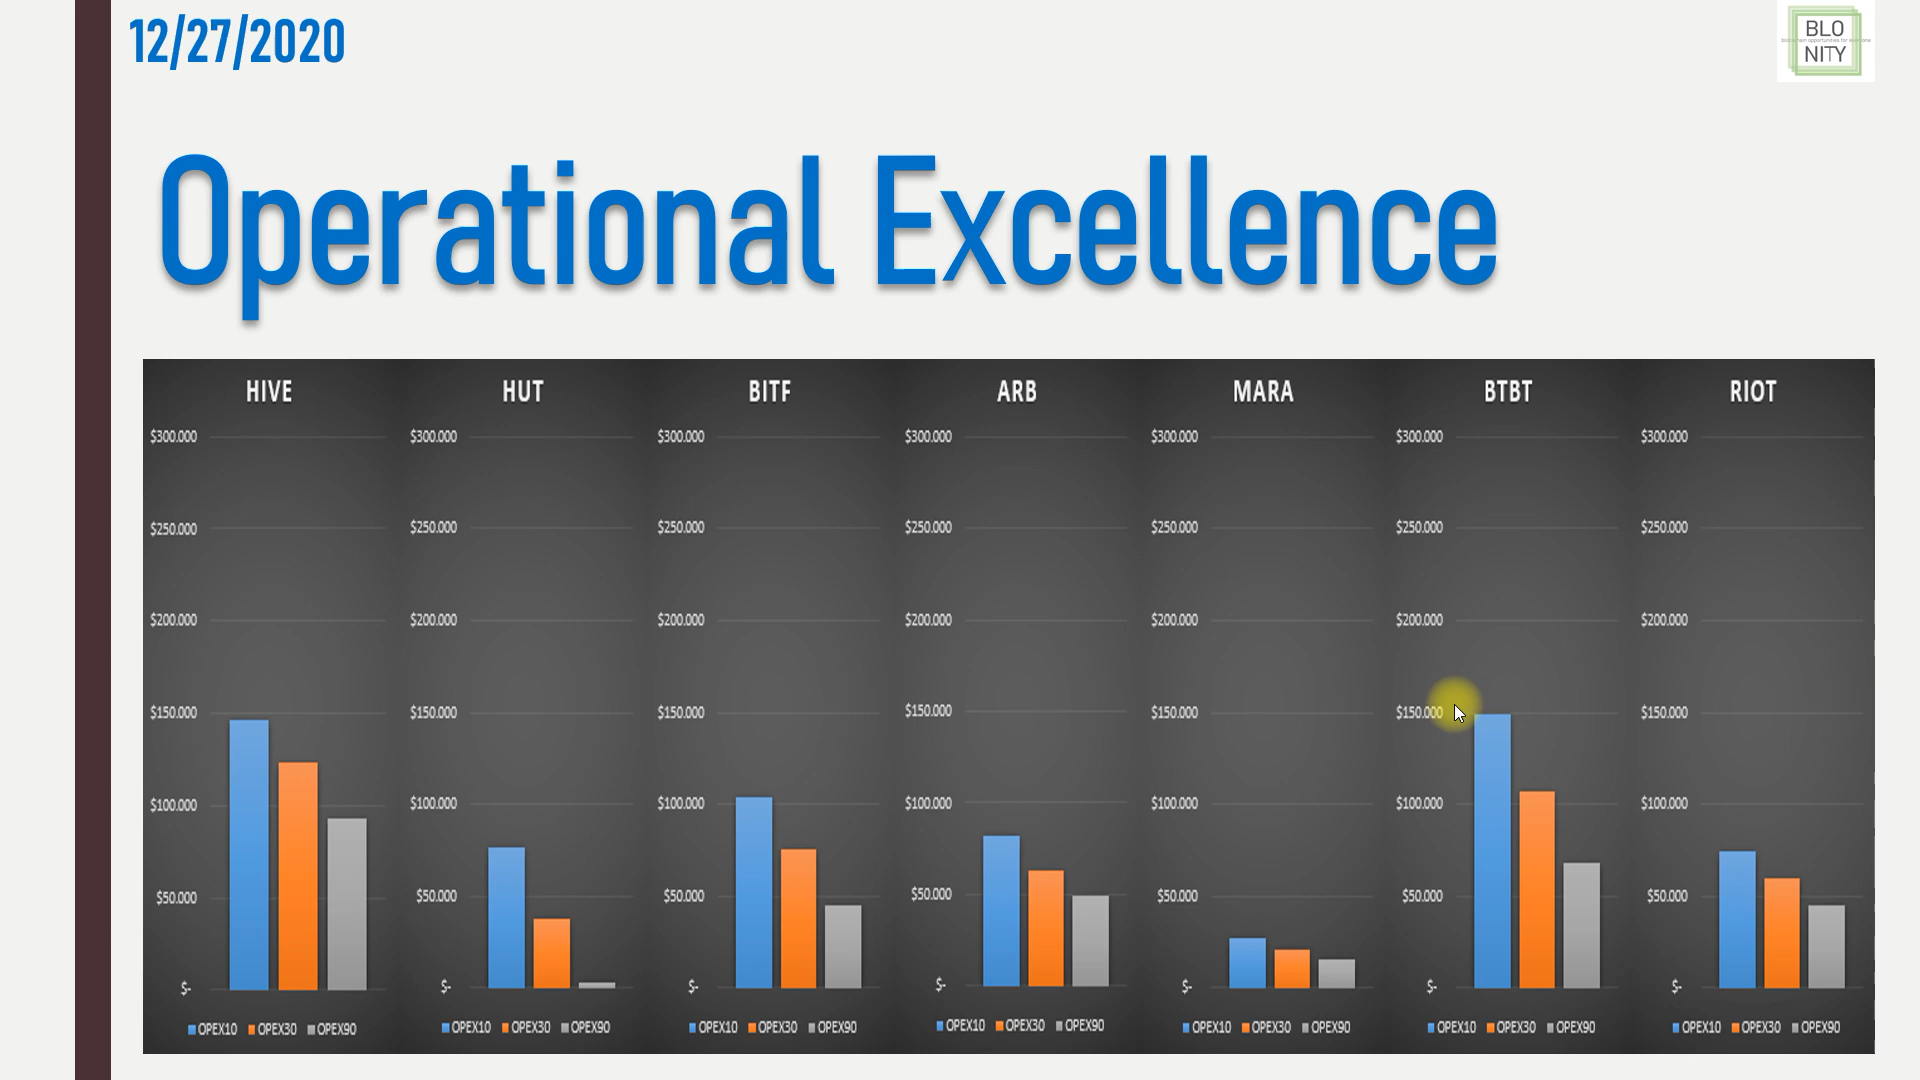 12/27/2020
BLO
NITY
Operational Excellence
HIVE HUT BITF ARB MARA BTBT RIOT
$300.000 $300.000 $300.000 $300.000 $300.000 $300.000 $300.000
$250.000 $250.000 $250.000 $250.000 $250.000 $250.000 $250.000
$200.000 $200.000 $200.000 $200.000 $200.000 $200.000 $200.000
$150.000 $150.000 $150.000 $150.000 $150.000 $150.000 $150.000
$100.000 $100.000 $100.000 $100.000 $100.000 $100.000 $100.000
$50.000 $50.000 $50.000 $50.000 $50.000 $50.000 $50.000
$- $- $- $- $- $- $-
OPEX10 OPEX30 OPEX90 OPEX10 OPEX30 OPEX90 OPEX10 OPEX30 OPEX90 OPEX10 OPEX30 OPEX90 OPEX10 OPEX30 OPEX90 OPEX10 OPEX30 OPEX90 OPEX10 OPEX30 OPEX90